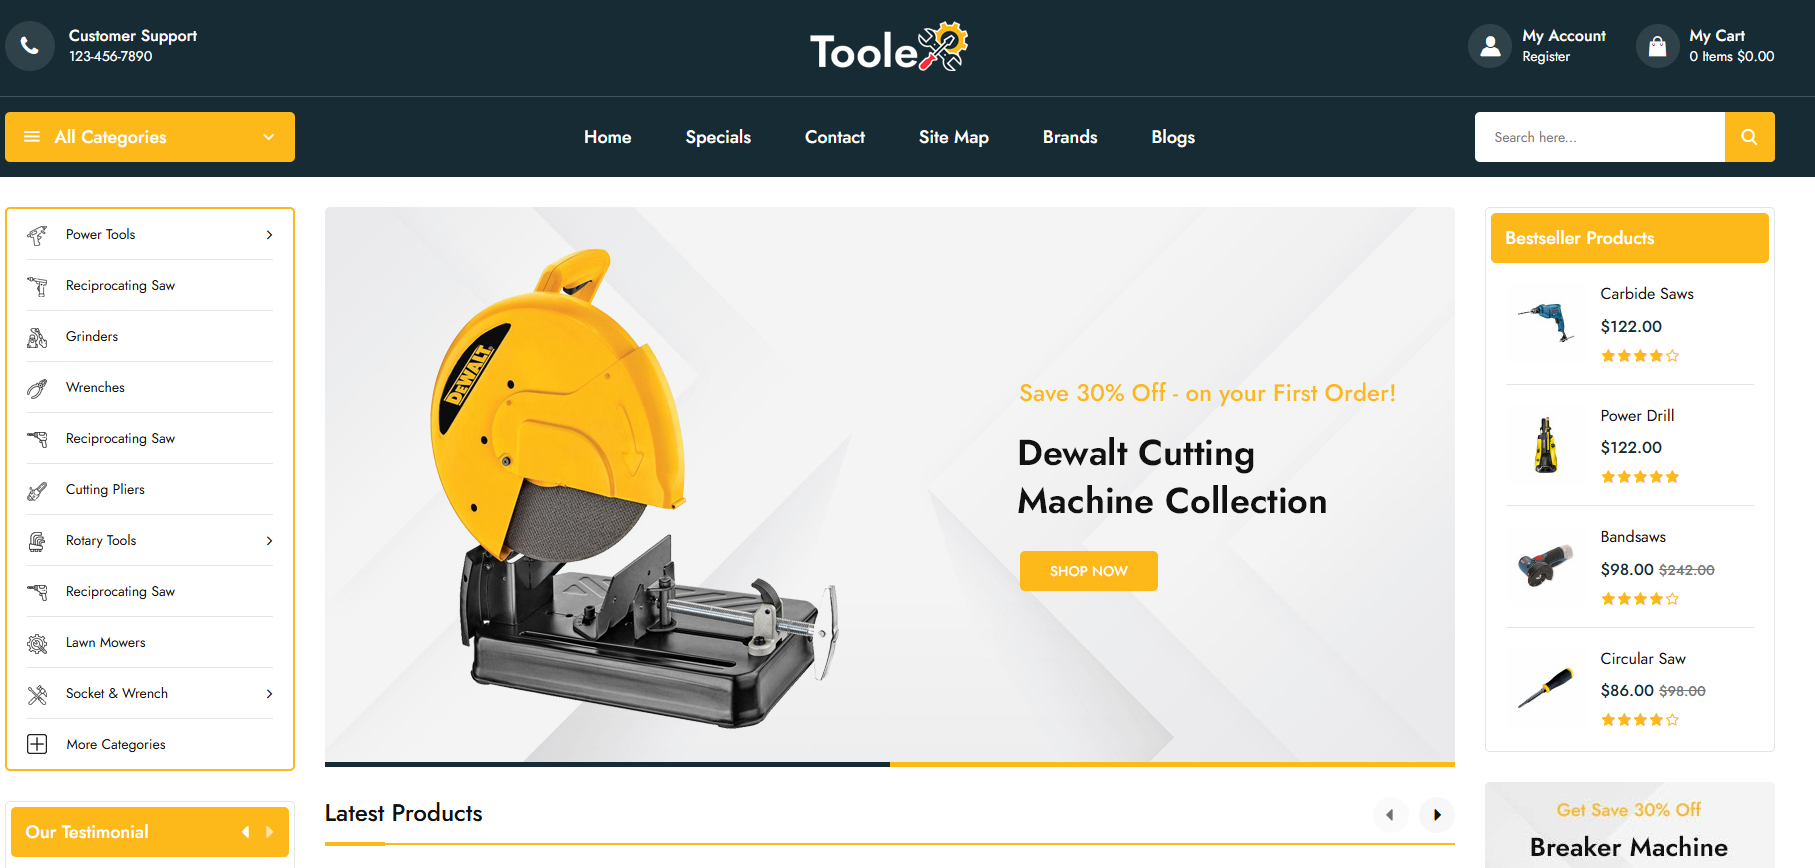 Customer Support
123-456-7890
Toole
My Account
Register
My Cart
0 Items $0.00
All Categories
Home
Specials
Contact
Site Map
Brands
Blogs
Search here...
Power Tools
Reciprocating Saw
Grinders
Wrenches
Reciprocating Saw
Cutting Pliers
Rotary Tools
Reciprocating Saw
Lawn Mowers
Socket & Wrench
More Categories
Our Testimonial
DEWALT
Save 30% Off - on your First Order!
Dewalt Cutting
Machine Collection
SHOP NOW
Latest Products
Bestseller Products
Carbide Saws
$122.00
Power Drill
$122.00
Bandsaws
$98.00 $242.00
Circular Saw
$86.00 $98.00
Get Save 30% Off
Breaker Machine